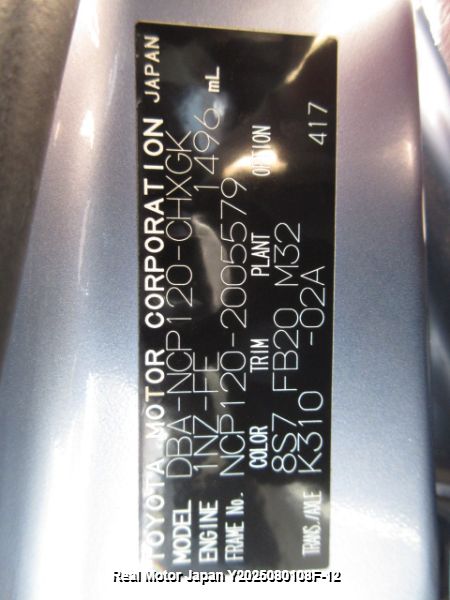 TOYOTA MOTOR CORPORATION JAPAN
MODEL DBA-NCP120-CHXGK
ENGINE 1NZ-FE 1496 mL
FRAME No. NCP120-2005579
COLOR TRIM PLANT OPTION
8S7 FB20 M32 417
TRANS./AXLE K310 -02A
Real Motor Japan Y2025080108F-12